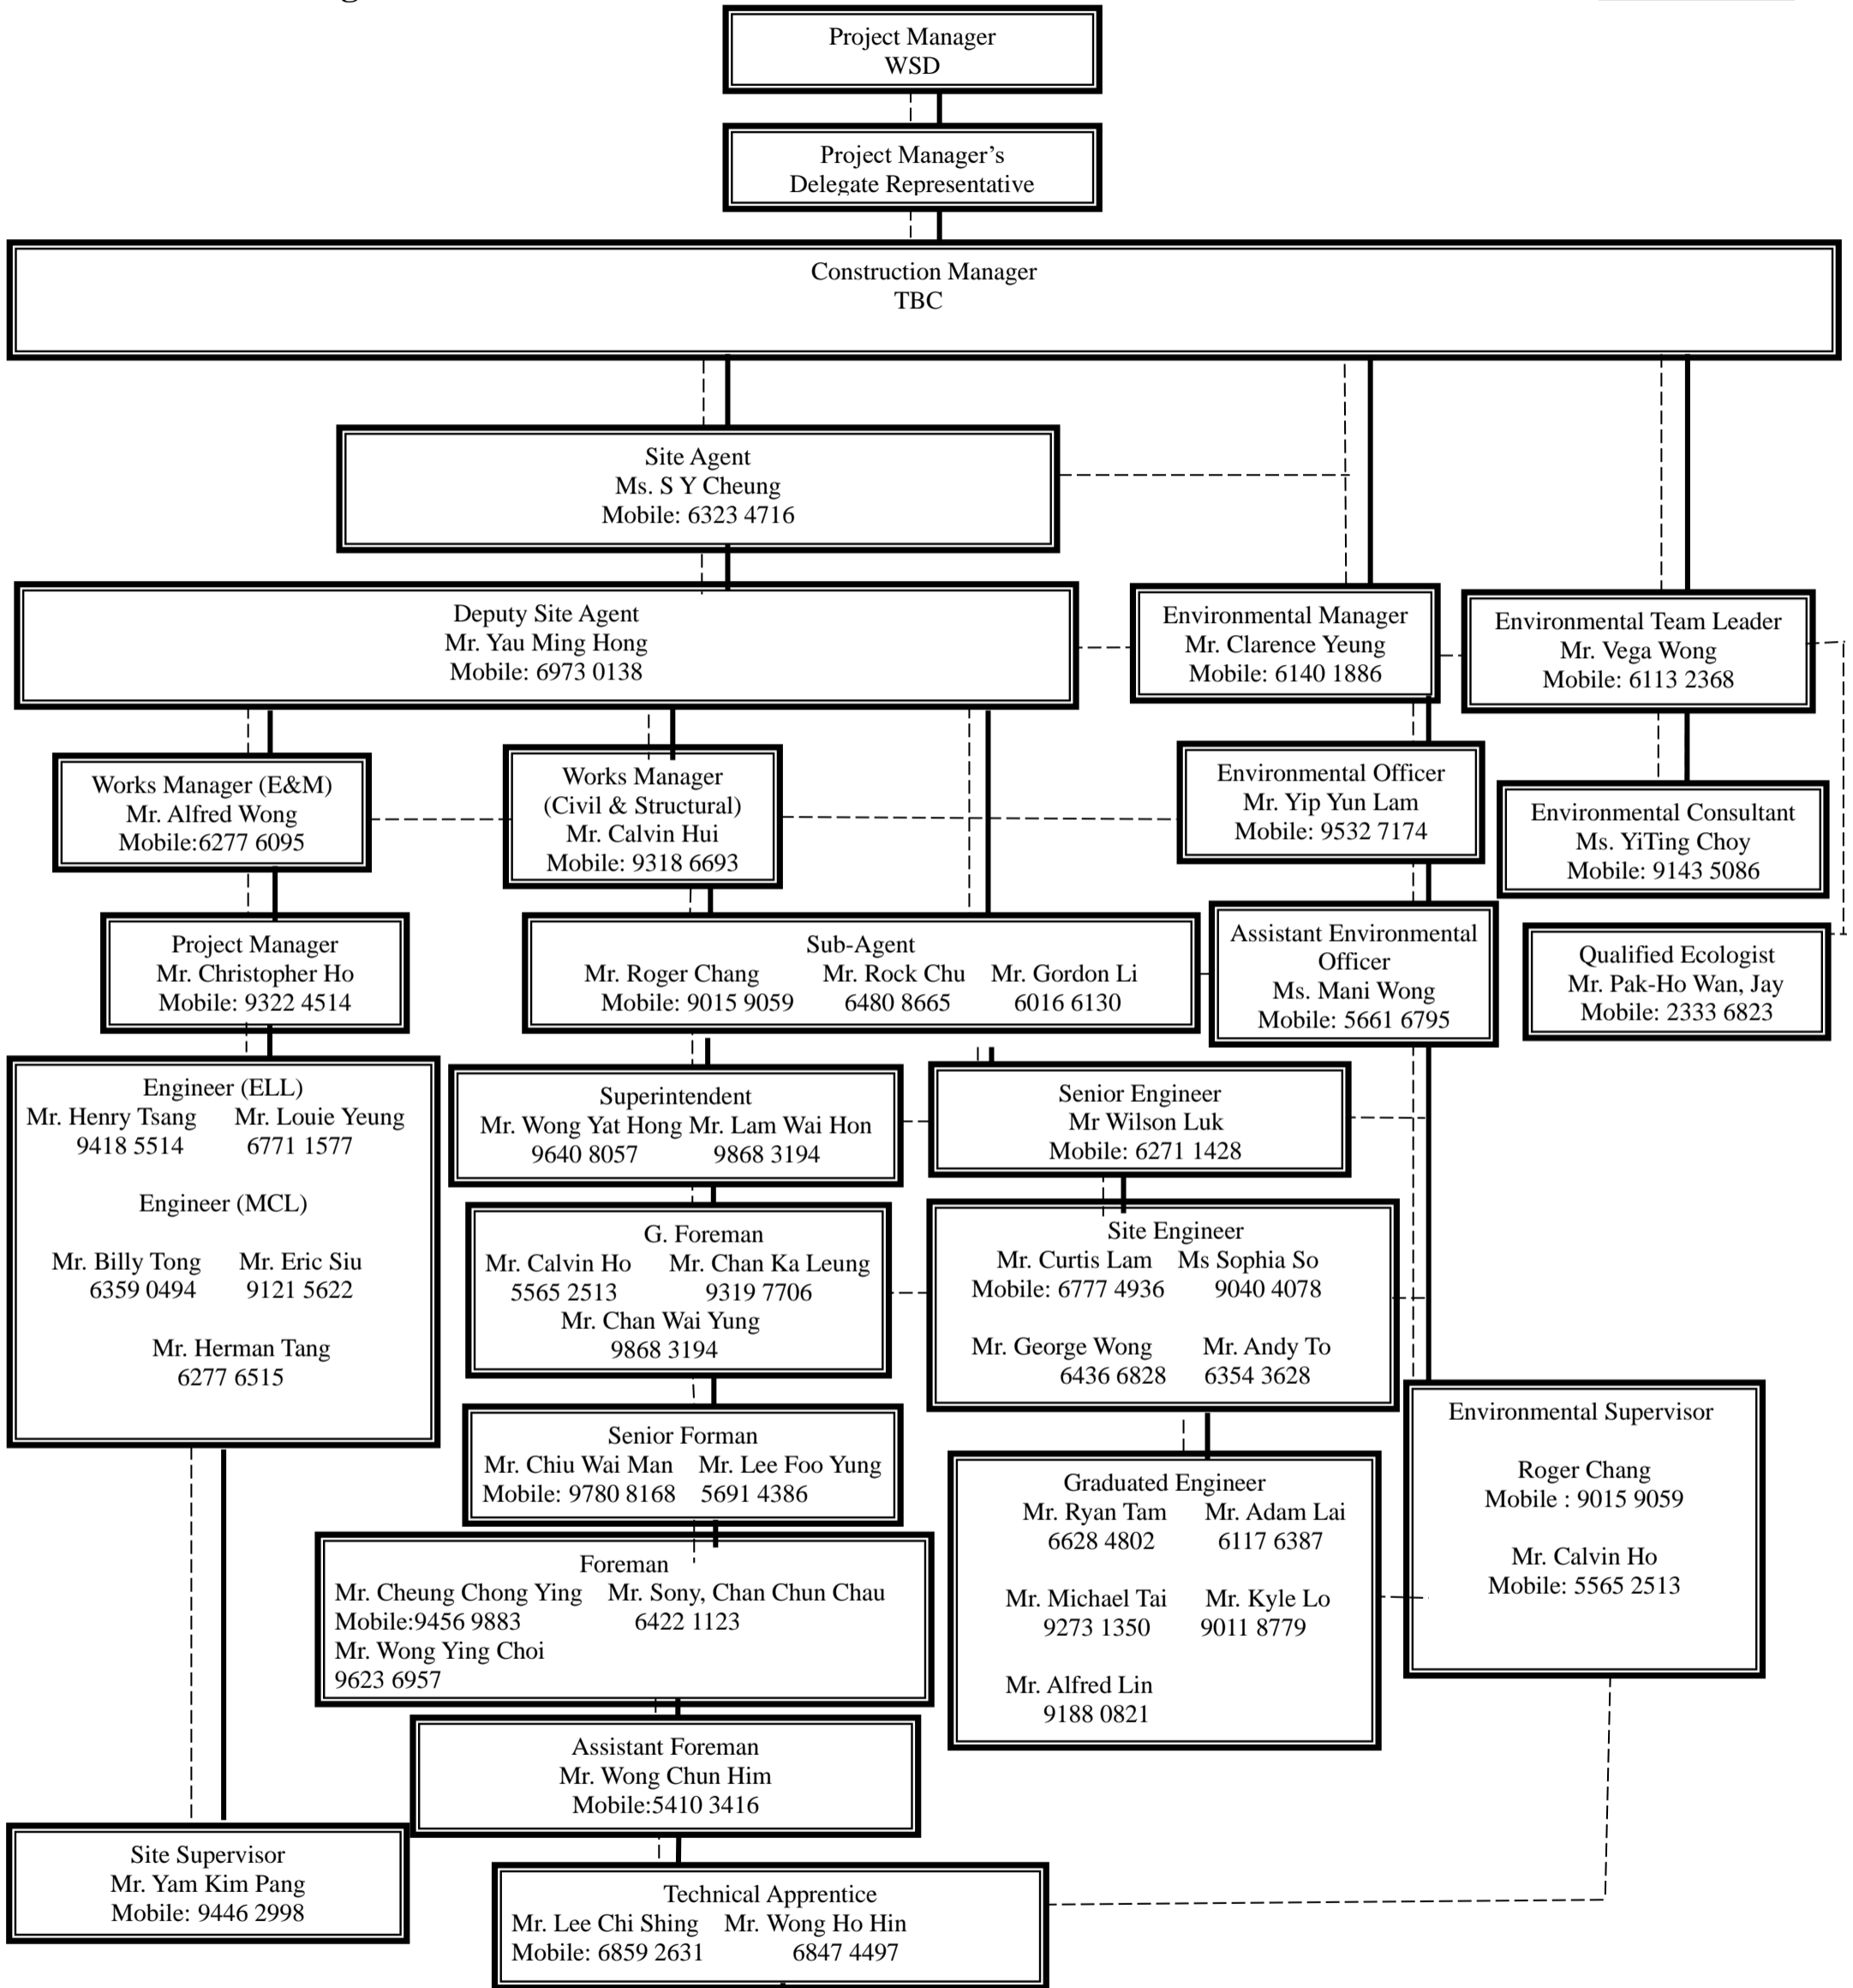 Project Manager
WSD
Project Manager’s
Delegate Representative
Construction Manager
TBC
Site Agent
Ms. S Y Cheung
Mobile: 6323 4716
Deputy Site Agent
Mr. Yau Ming Hong
Mobile: 6973 0138
Environmental Manager
Mr. Clarence Yeung
Mobile: 6140 1886
Environmental Team Leader
Mr. Vega Wong
Mobile: 6113 2368
Works Manager (E&M)
Mr. Alfred Wong
Mobile:6277 6095
Works Manager
(Civil & Structural)
Mr. Calvin Hui
Mobile: 9318 6693
Environmental Officer
Mr. Yip Yun Lam
Mobile: 9532 7174
Environmental Consultant
Ms. YiTing Choy
Mobile: 9143 5086
Project Manager
Mr. Christopher Ho
Mobile: 9322 4514
Sub-Agent
Mr. Roger Chang Mr. Rock Chu Mr. Gordon Li
Mobile: 9015 9059 6480 8665 6016 6130
Assistant Environmental
Officer
Ms. Mani Wong
Mobile: 5661 6795
Qualified Ecologist
Mr. Pak-Ho Wan, Jay
Mobile: 2333 6823
Engineer (ELL)
Mr. Henry Tsang Mr. Louie Yeung
9418 5514 6771 1577
Engineer (MCL)
Mr. Billy Tong Mr. Eric Siu
6359 0494 9121 5622
Mr. Herman Tang
6277 6515
Superintendent
Mr. Wong Yat Hong Mr. Lam Wai Hon
9640 8057 9868 3194
Senior Engineer
Mr Wilson Luk
Mobile: 6271 1428
G. Foreman
Mr. Calvin Ho Mr. Chan Ka Leung
5565 2513 9319 7706
Mr. Chan Wai Yung
9868 3194
Site Engineer
Mr. Curtis Lam Ms Sophia So
Mobile: 6777 4936 9040 4078
Mr. George Wong Mr. Andy To
6436 6828 6354 3628
Senior Forman
Mr. Chiu Wai Man Mr. Lee Foo Yung
Mobile: 9780 8168 5691 4386
Environmental Supervisor
Roger Chang
Mobile : 9015 9059
Mr. Calvin Ho
Mobile: 5565 2513
Graduated Engineer
Mr. Ryan Tam Mr. Adam Lai
6628 4802 6117 6387
Mr. Michael Tai Mr. Kyle Lo
9273 1350 9011 8779
Mr. Alfred Lin
9188 0821
Foreman
Mr. Cheung Chong Ying Mr. Sony, Chan Chun Chau
Mobile:9456 9883 6422 1123
Mr. Wong Ying Choi
9623 6957
Assistant Foreman
Mr. Wong Chun Him
Mobile:5410 3416
Site Supervisor
Mr. Yam Kim Pang
Mobile: 9446 2998
Technical Apprentice
Mr. Lee Chi Shing Mr. Wong Ho Hin
Mobile: 6859 2631 6847 4497